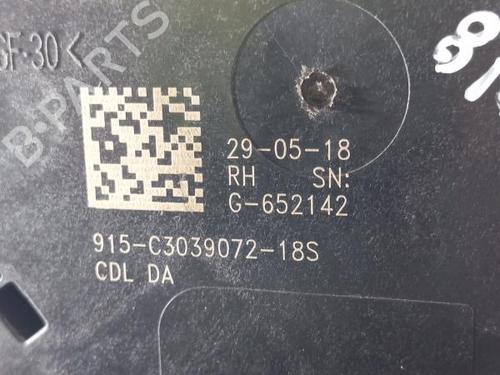 GF-30<
29-05-18
RH SN:
G-652142
915-C3039072-18S
CDL DA
B-PARTS